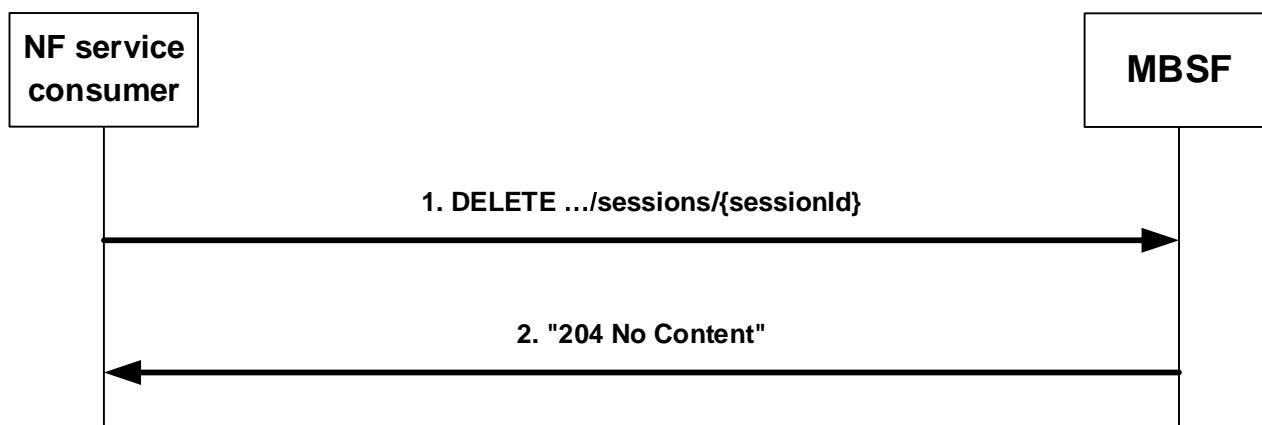 NF service
consumer
MBSF
1. DELETE …/sessions/{sessionId}
2. "204 No Content"